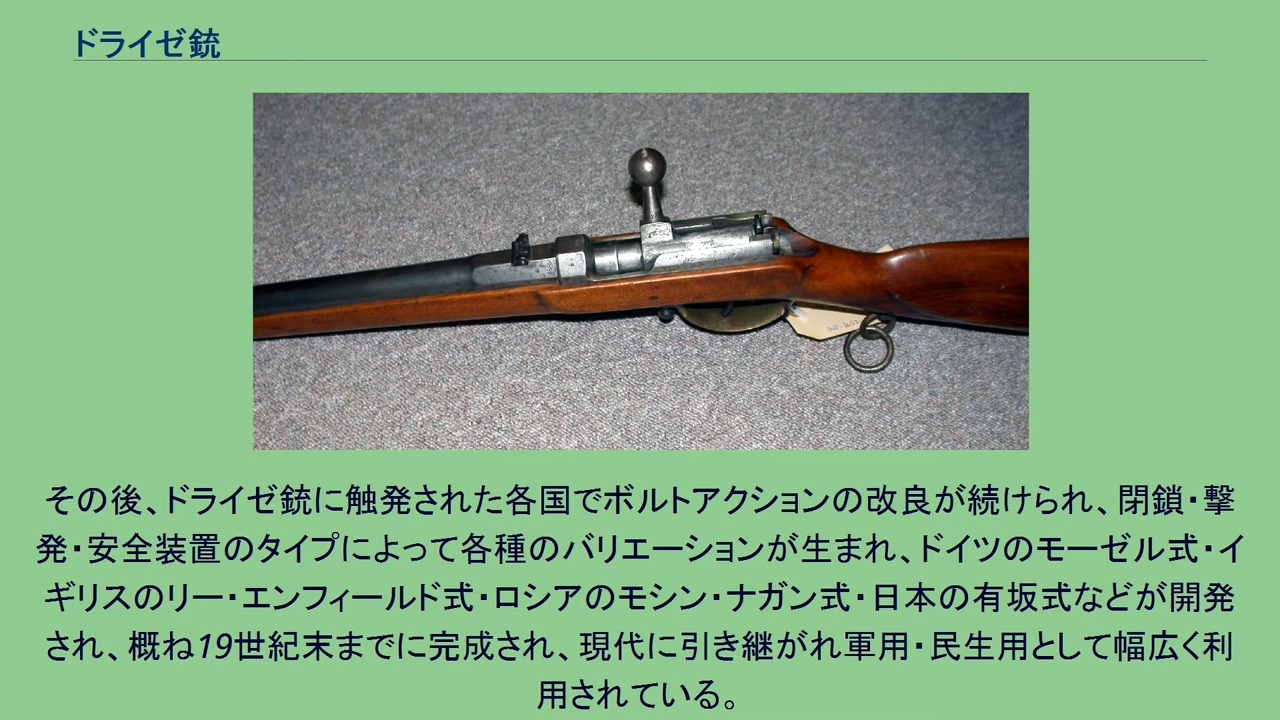 ドライゼ銃
その後、ドライゼ銃に触発された各国でボルトアクションの改良が続けられ、閉鎖・撃
発・安全装置のタイプによって各種のバリエーションが生まれ、ドイツのモーゼル式・イ
ギリスのリー・エンフィールド式・ロシアのモシン・ナガン式・日本の有坂式などが開発
され、概ね19世紀末までに完成され、現代に引き継がれ軍用・民生用として幅広く利
用されている。